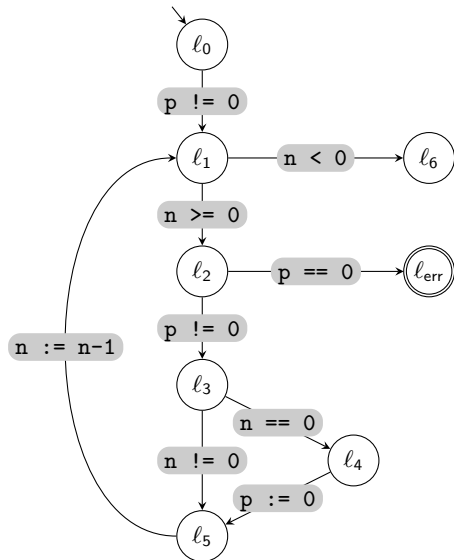 ℓ0
p != 0
ℓ1
n < 0
ℓ6
n >= 0
ℓ2
p == 0
ℓerr
p != 0
n := n-1
ℓ3
n == 0
n != 0
ℓ4
p := 0
ℓ5